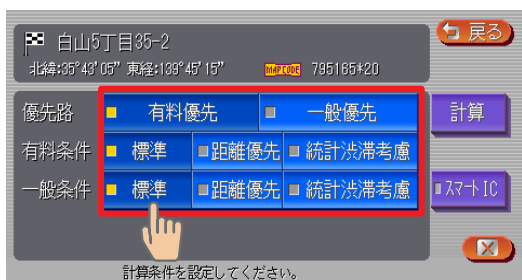 白山5丁目35-2
戻る
北緯:35°43'05" 東経:139°45'15" MAPCODE 795165*20
優先路 有料優先 一般優先 計算
有料条件 標準 距離優先 統計渋滞考慮
一般条件 標準 距離優先 統計渋滞考慮 スマートIC
計算条件を設定してください。